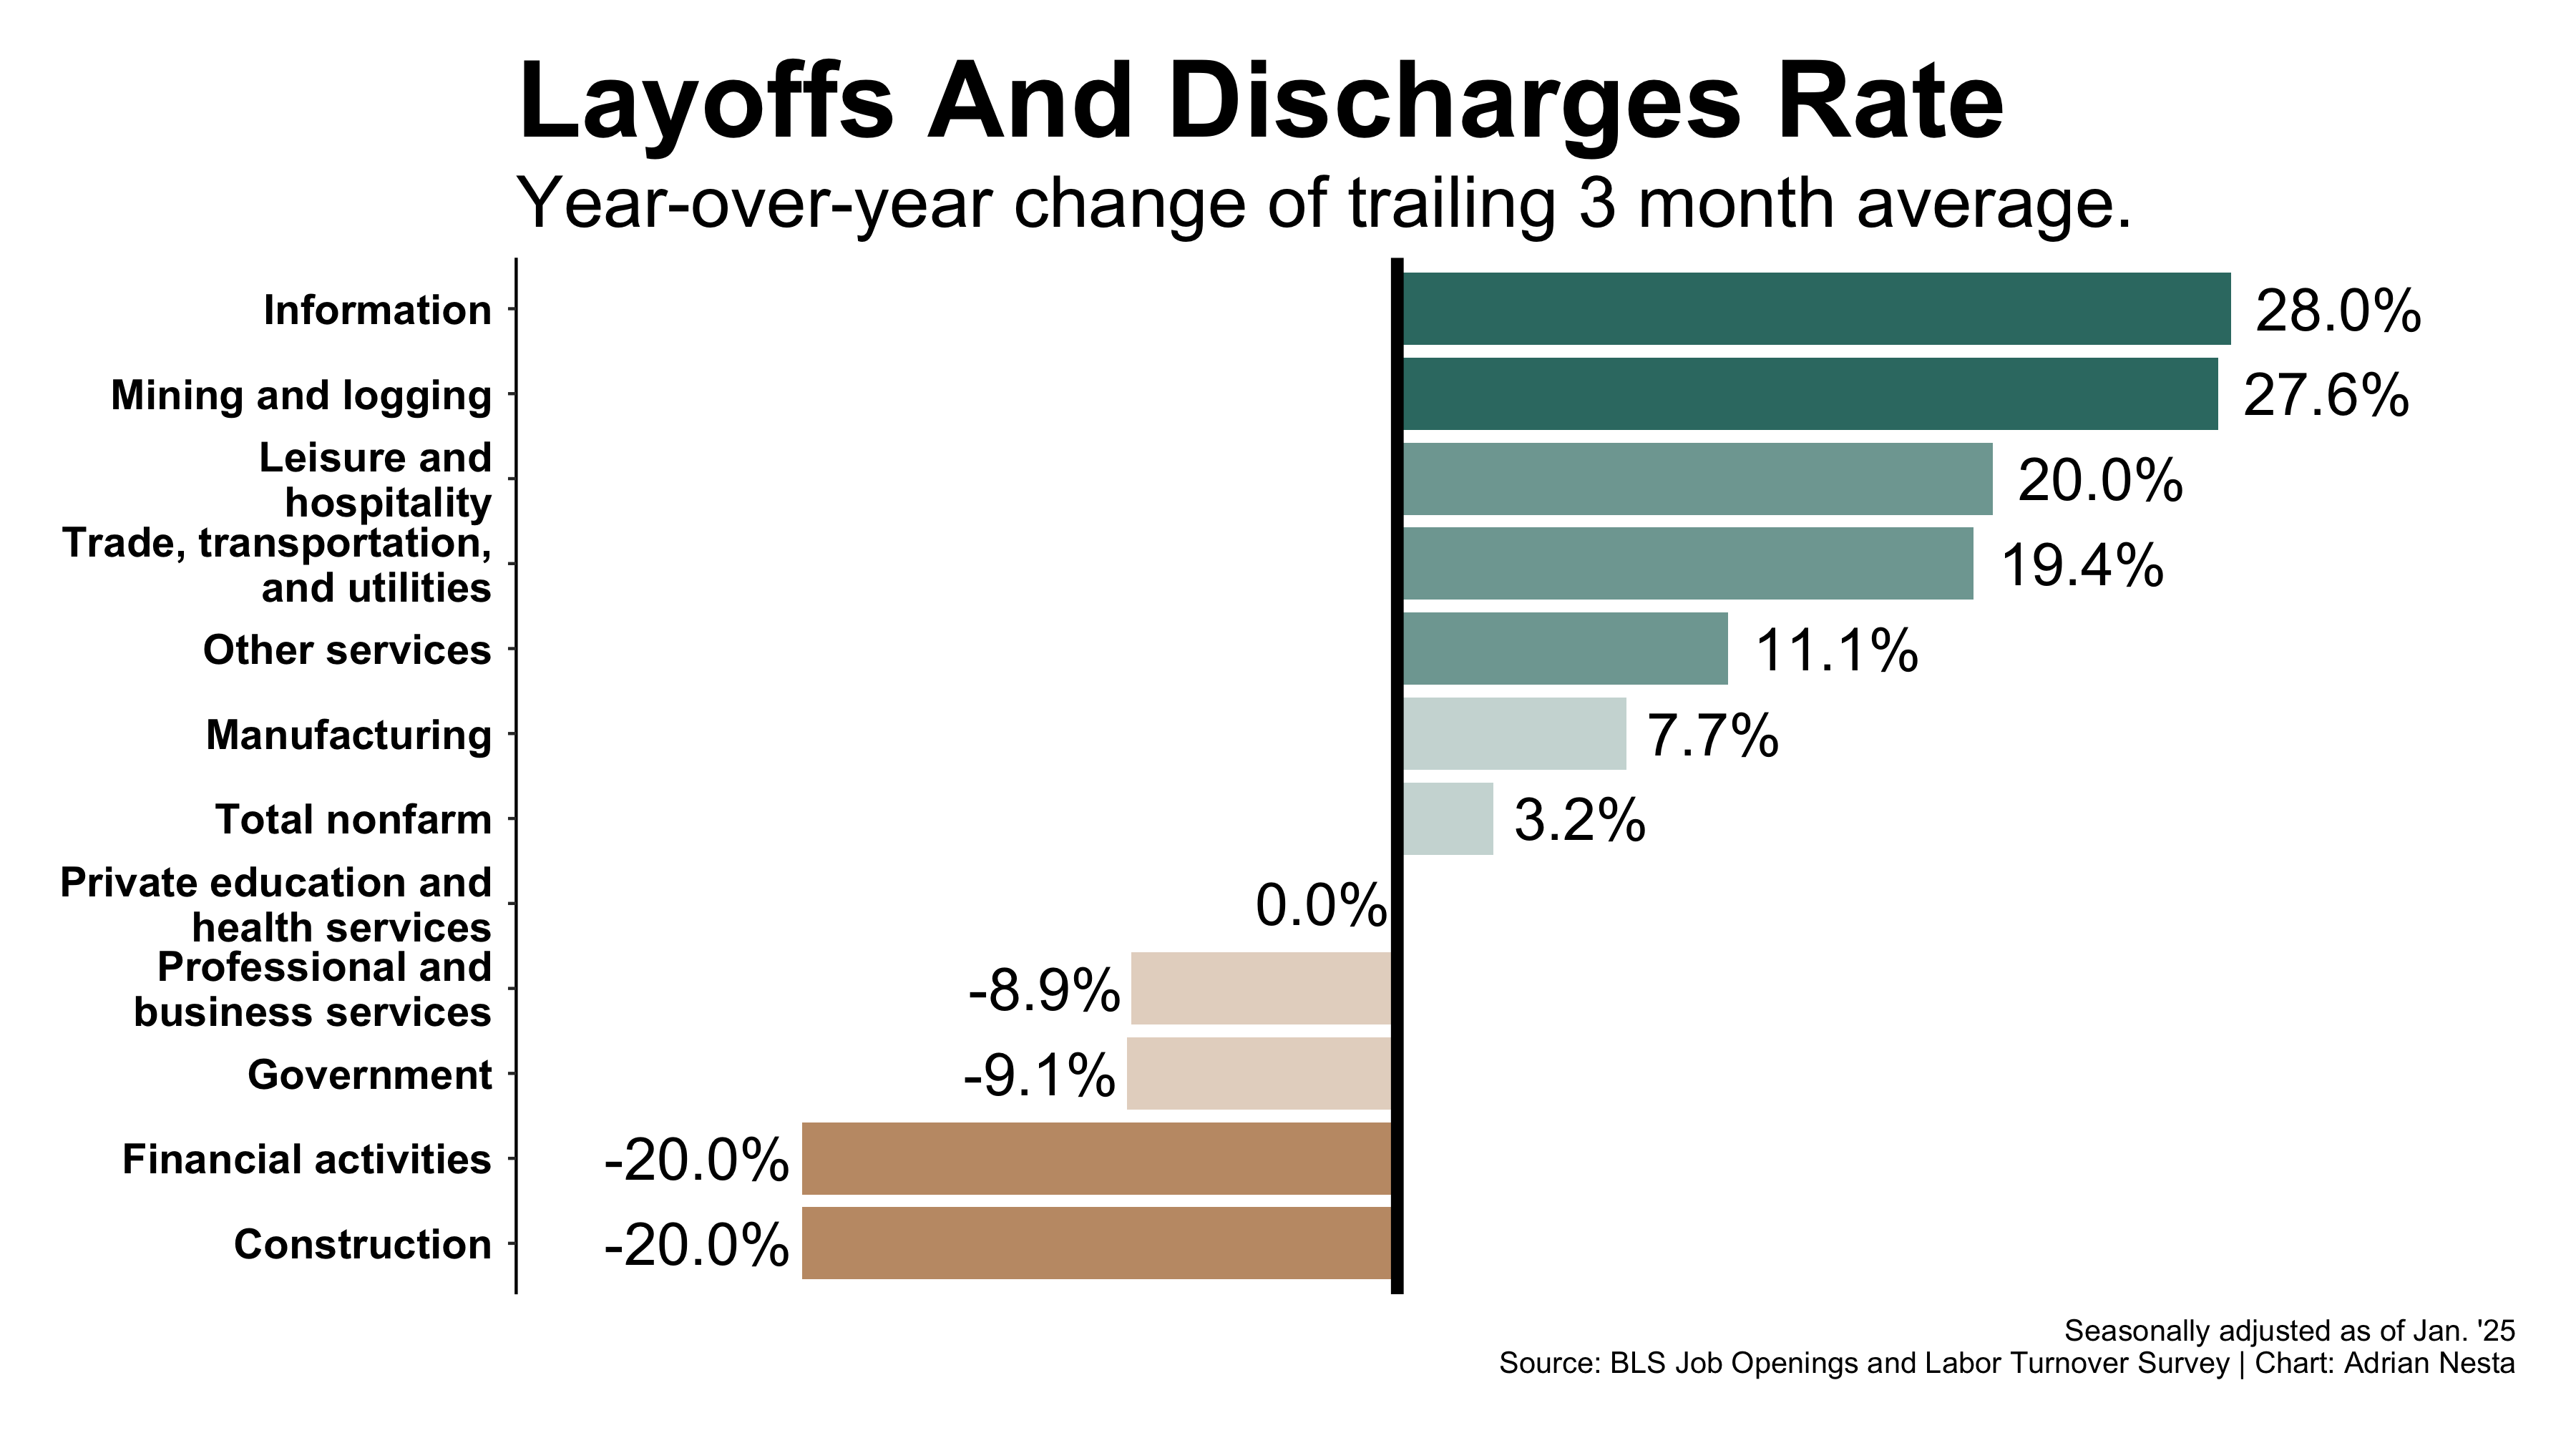 Layoffs And Discharges Rate
Year-over-year change of trailing 3 month average.
Information
28.0%
Mining and logging
27.6%
Leisure and
hospitality
20.0%
Trade, transportation,
and utilities
19.4%
Other services
11.1%
Manufacturing
7.7%
Total nonfarm
3.2%
Private education and
health services
0.0%
Professional and
business services
-8.9%
Government
-9.1%
Financial activities
-20.0%
Construction
-20.0%
Seasonally adjusted as of Jan. '25
Source: BLS Job Openings and Labor Turnover Survey | Chart: Adrian Nesta